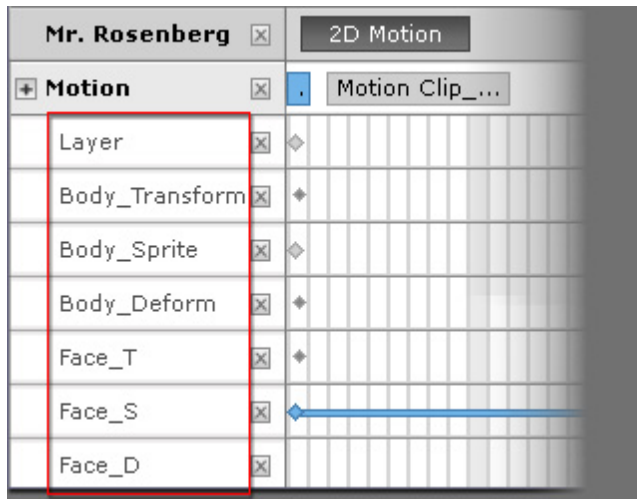 Mr. Rosenberg 2D Motion
Motion . Motion Clip_...
Layer
Body_Transform
Body_Sprite
Body_Deform
Face_T
Face_S
Face_D